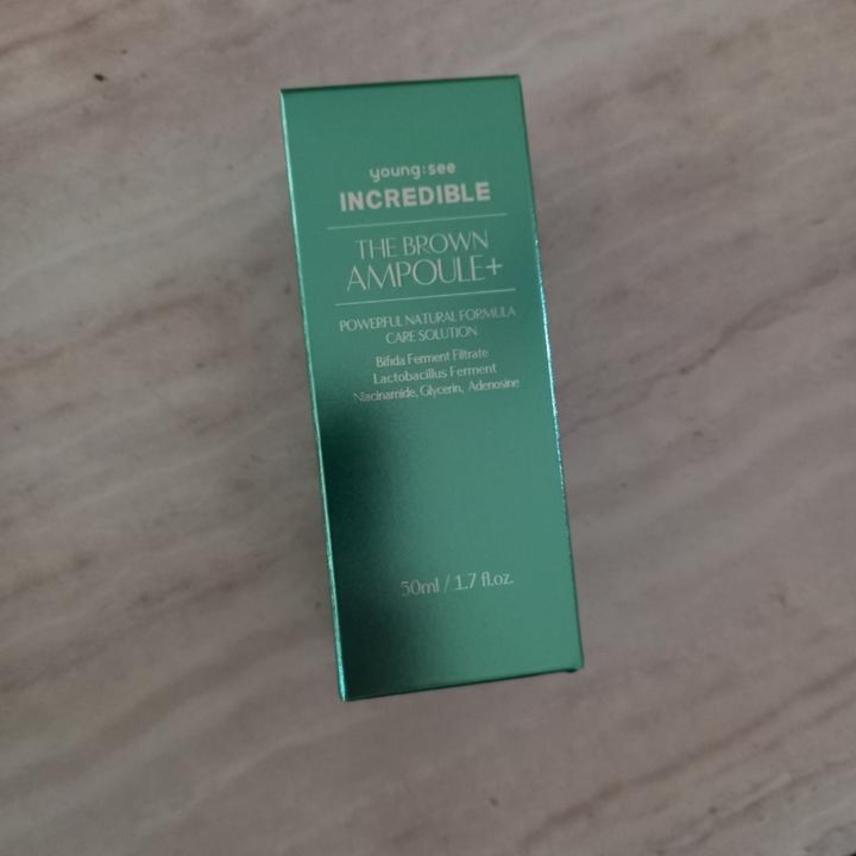 young:see
INCREDIBLE
THE BROWN
AMPOULE+
POWERFUL NATURAL FORMULA
CARE SOLUTION
Bifida Ferment Filtrate
Lactobacillus Ferment
Niacinamide, Glycerin, Adenosine
50ml / 1.7 fl.oz.